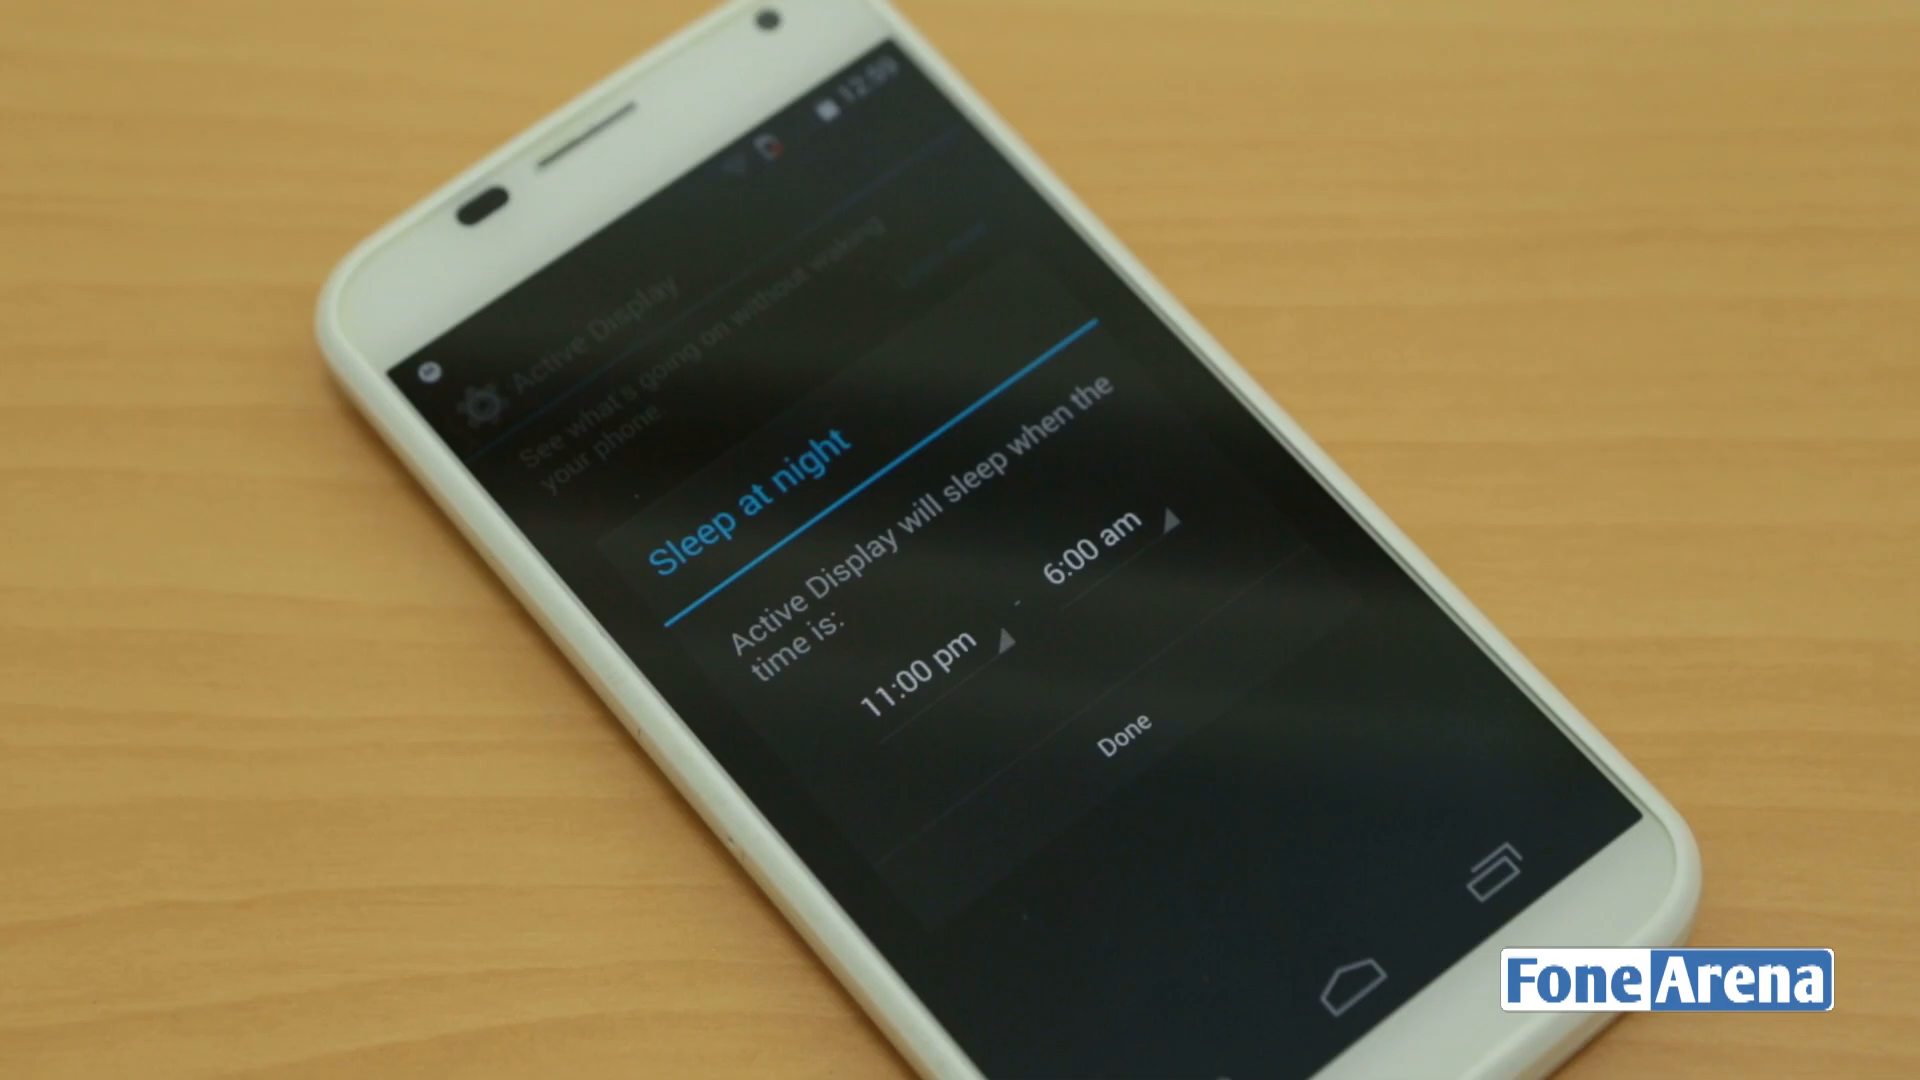 12:59
Active Display
See what's going on without waking
your phone.
Sleep at night
Active Display will sleep when the
time is:
11:00 pm - 6:00 am
Done
FoneArena